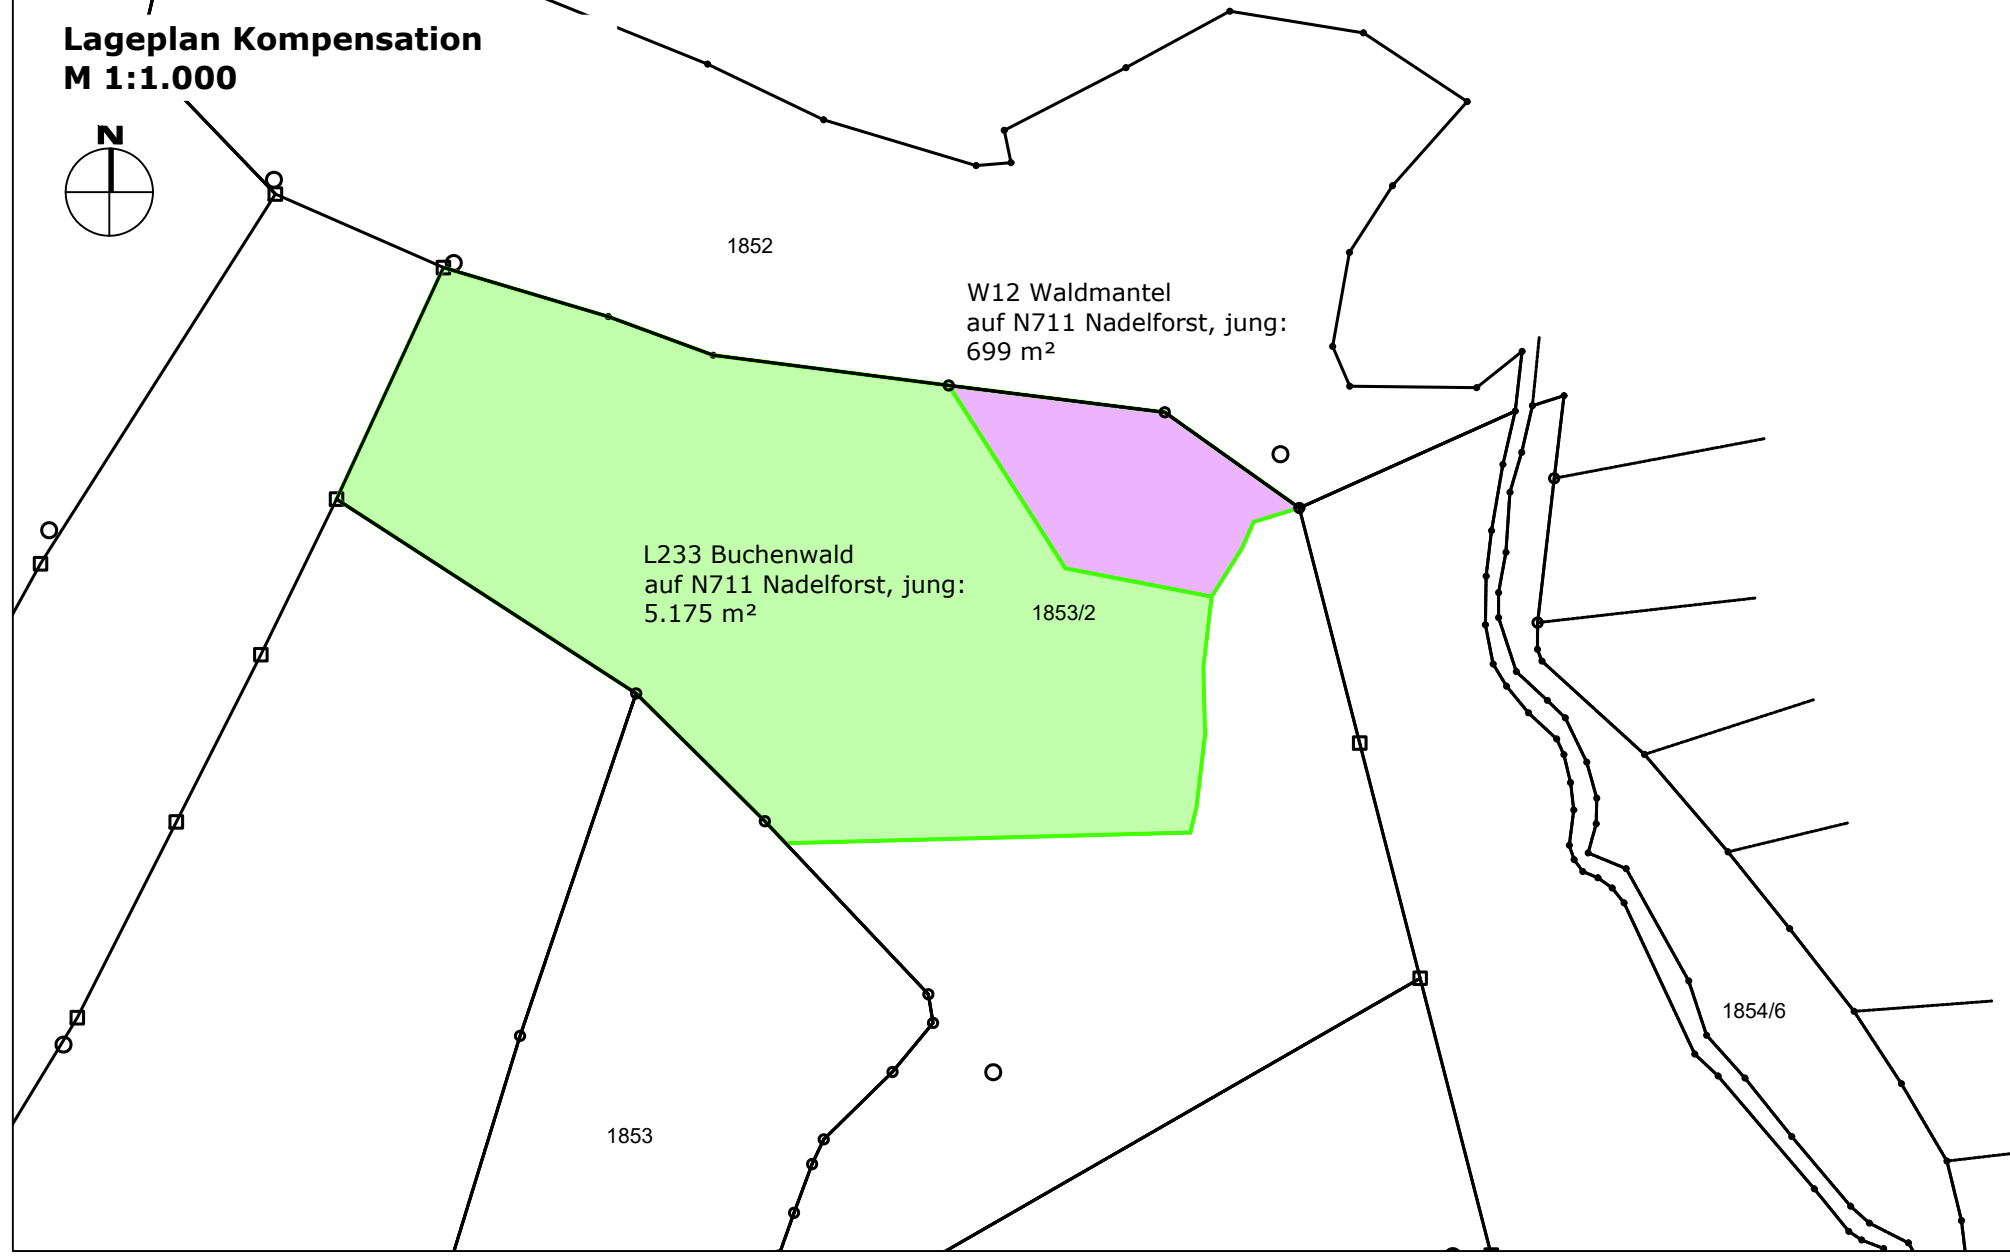 Lageplan Kompensation
M 1:1.000
N
1852
W12 Waldmantel
auf N711 Nadelforst, jung:
699 m²
L233 Buchenwald
auf N711 Nadelforst, jung:
5.175 m²
1853/2
1854/6
1853